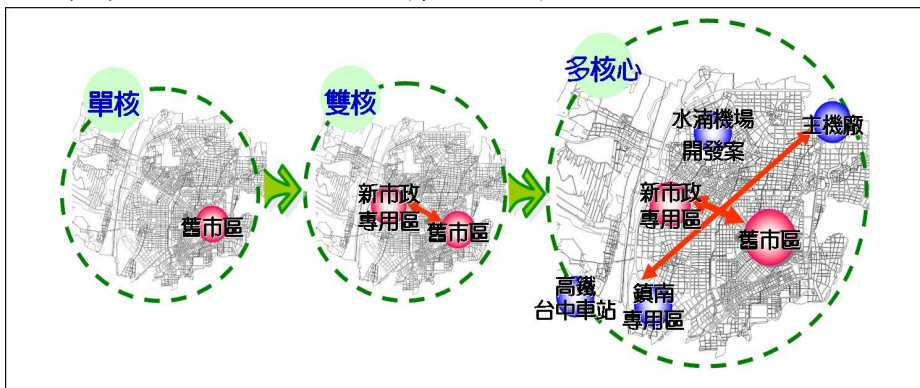 單核
舊市區
雙核
新市政
專用區
舊市區
多核心
水湳機場
開發案
主機廠
新市政
專用區
舊市區
高鐵
台中車站
鎮南
專用區